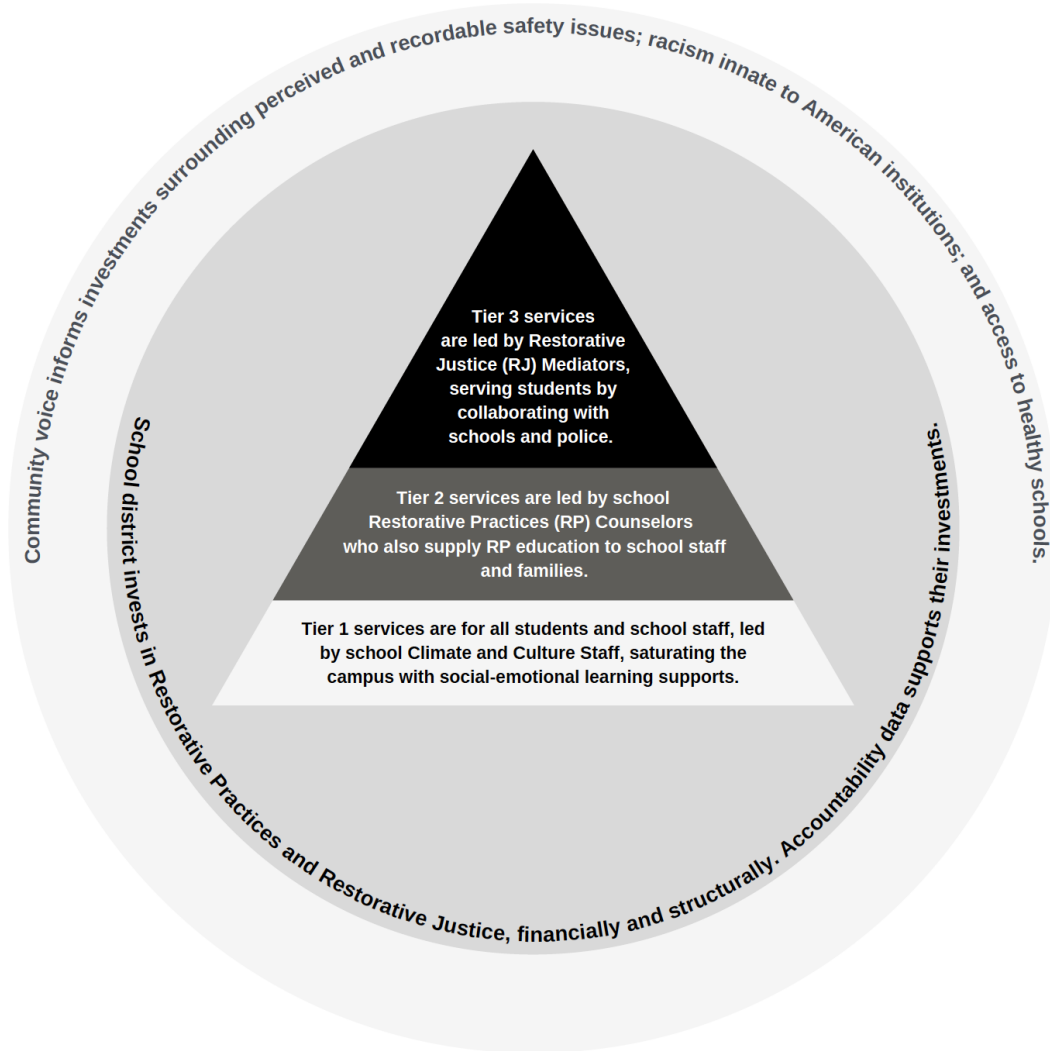 Community voice informs investments surrounding perceived and recordable safety issues; racism innate to American institutions; and access to healthy schools.
Tier 3 services
are led by Restorative
Justice (RJ) Mediators,
serving students by
collaborating with
schools and police.
Tier 2 services are led by school
Restorative Practices (RP) Counselors
who also supply RP education to school staff
and families.
Tier 1 services are for all students and school staff, led
by school Climate and Culture Staff, saturating the
campus with social-emotional learning supports.
School district invests in Restorative Practices and Restorative Justice, financially and structurally. Accountability data supports their investments.